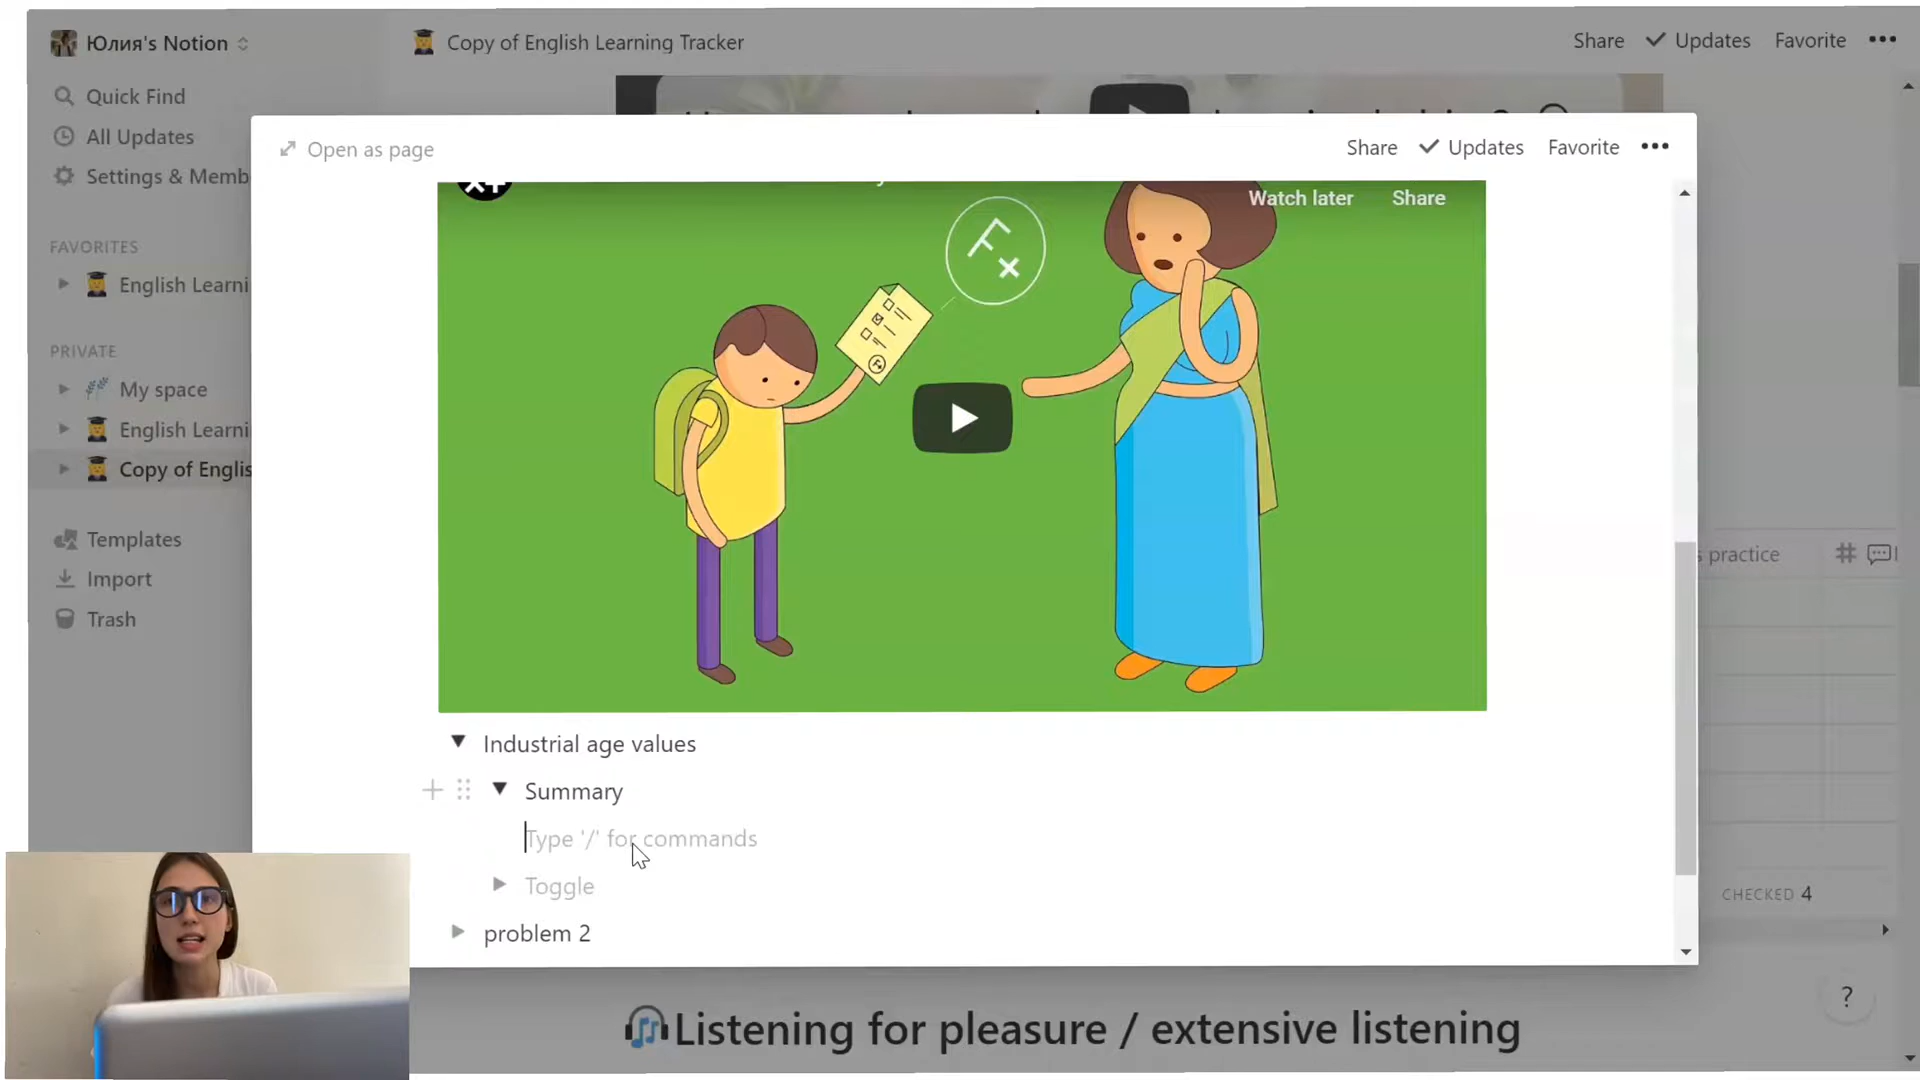 Юлия's Notion
Copy of English Learning Tracker
Share
Updates
Favorite
Quick Find
All Updates
Settings & Memb
FAVORITES
English Learni
PRIVATE
My space
English Learni
Copy of Englis
Templates
Import
Trash
Open as page
Share
Updates
Favorite
Watch later
Share
Industrial age values
Summary
Type '/' for commands
Toggle
problem 2
s practice
CHECKED 4
?
Listening for pleasure / extensive listening